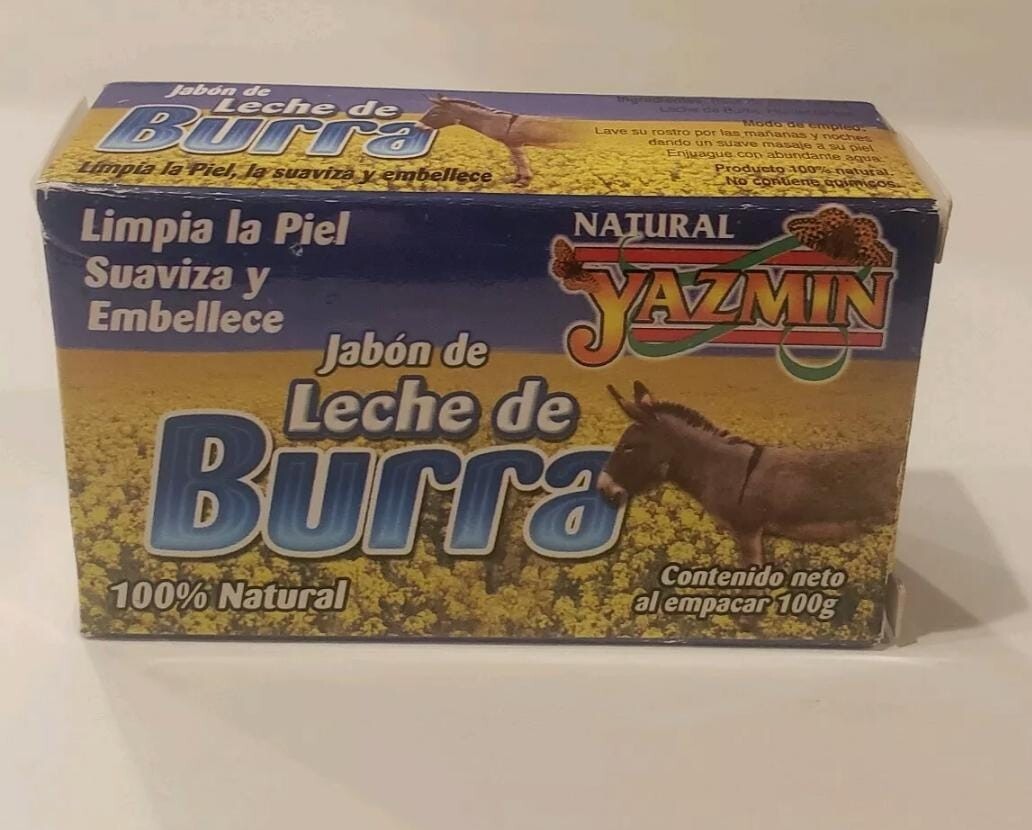 Jabón de
Leche de
Burra
Limpia la Piel, la suaviza y embellece
Modo de empleo:
Lave su rostro por las mañanas y noches
dando un suave masaje a su piel.
Enjuague con abundante agua.
Producto 100% natural.
No contiene químicos.
Limpia la Piel
Suaviza y
Embellece
NATURAL
YAZMIN
Jabón de
Leche de
Burra
100% Natural
Contenido neto
al empacar 100g